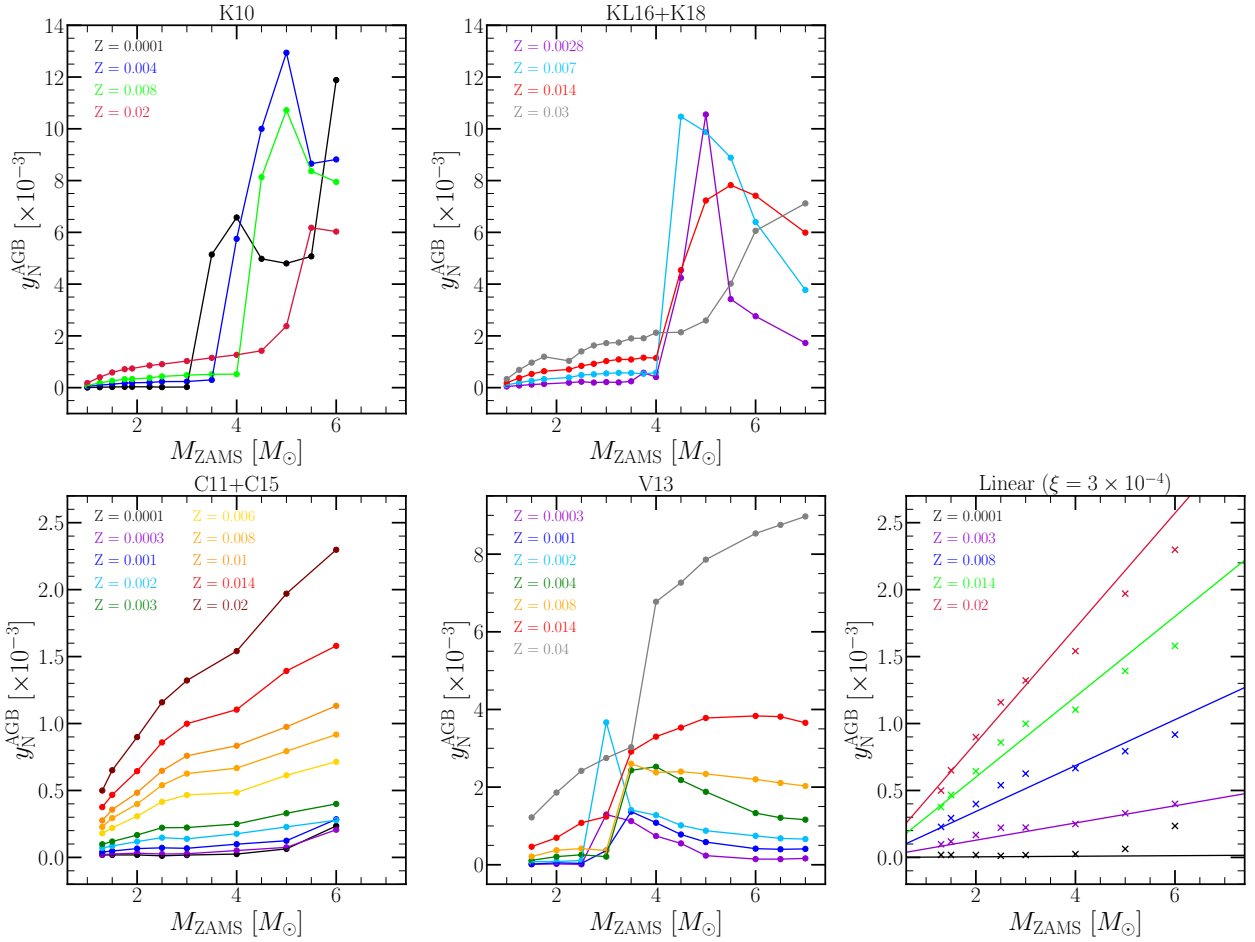 K10
14
12
10
8
6
4
2
0
y_N^AGB [×10^−3]
Z = 0.0001
Z = 0.004
Z = 0.008
Z = 0.02
2 4 6
M_ZAMS [M_⊙]
KL16+K18
14
12
10
8
6
4
2
0
y_N^AGB [×10^−3]
Z = 0.0028
Z = 0.007
Z = 0.014
Z = 0.03
2 4 6
M_ZAMS [M_⊙]
C11+C15
2.5
2.0
1.5
1.0
0.5
0.0
y_N^AGB [×10^−3]
Z = 0.0001 Z = 0.006
Z = 0.0003 Z = 0.008
Z = 0.001 Z = 0.01
Z = 0.002 Z = 0.014
Z = 0.003 Z = 0.02
2 4 6
M_ZAMS [M_⊙]
V13
8
6
4
2
0
y_N^AGB [×10^−3]
Z = 0.0003
Z = 0.001
Z = 0.002
Z = 0.004
Z = 0.008
Z = 0.014
Z = 0.04
2 4 6
M_ZAMS [M_⊙]
Linear (ξ = 3 × 10^−4)
2.5
2.0
1.5
1.0
0.5
0.0
y_N^AGB [×10^−3]
Z = 0.0001
Z = 0.003
Z = 0.008
Z = 0.014
Z = 0.02
2 4 6
M_ZAMS [M_⊙]